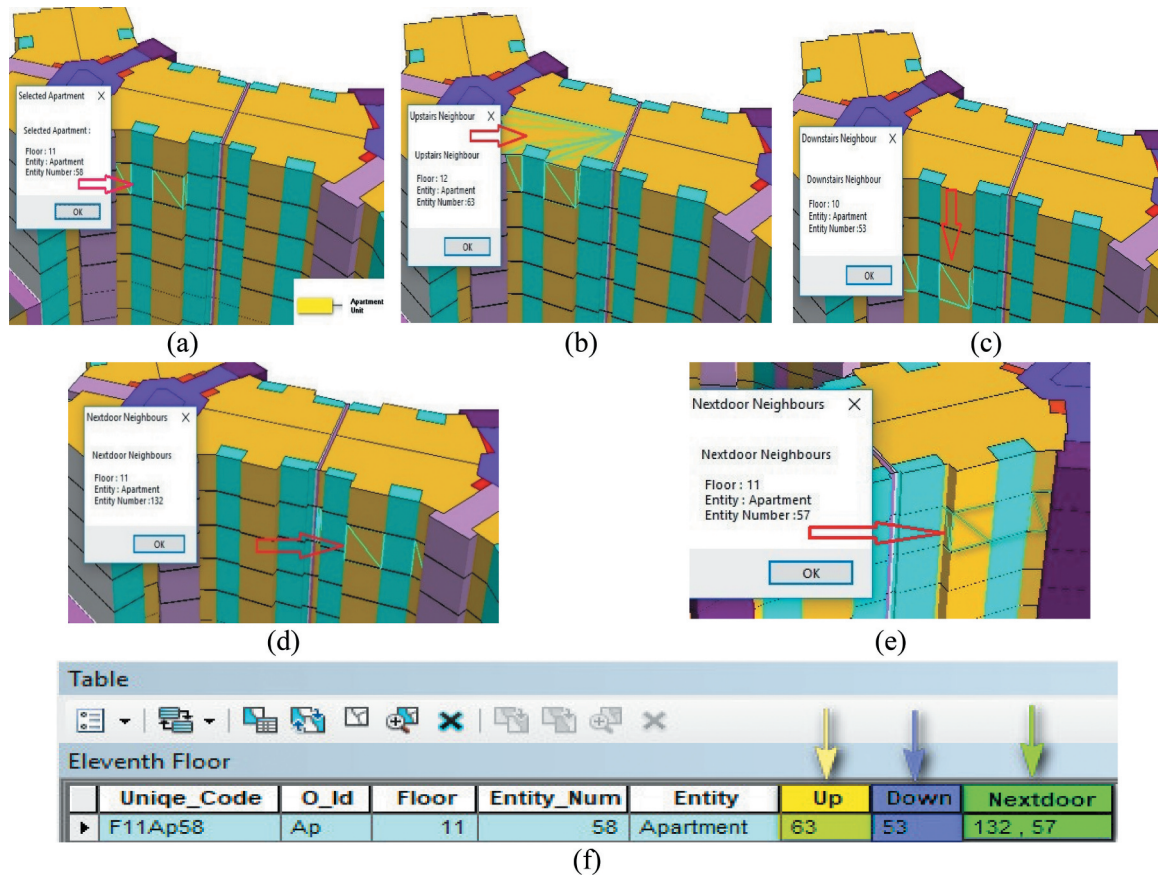 Selected Apartment X
Selected Apartment :
Floor : 11
Entity : Apartment
Entity Number :58
OK
Apartment
Unit
(a)
Upstairs Neighbour X
Upstairs Neighbour
Floor : 12
Entity : Apartment
Entity Number :63
OK
(b)
Downstairs Neighbour X
Downstairs Neighbour
Floor : 10
Entity : Apartment
Entity Number :53
OK
(c)
Nextdoor Neighbours X
Nextdoor Neighbours
Floor : 11
Entity : Apartment
Entity Number :132
OK
(d)
Nextdoor Neighbours X
Nextdoor Neighbours
Floor : 11
Entity : Apartment
Entity Number :57
OK
(e)
Table
Eleventh Floor
Uniqe_Code O_Id Floor Entity_Num Entity Up Down Nextdoor
F11Ap58 Ap 11 58 Apartment 63 53 132 , 57
(f)